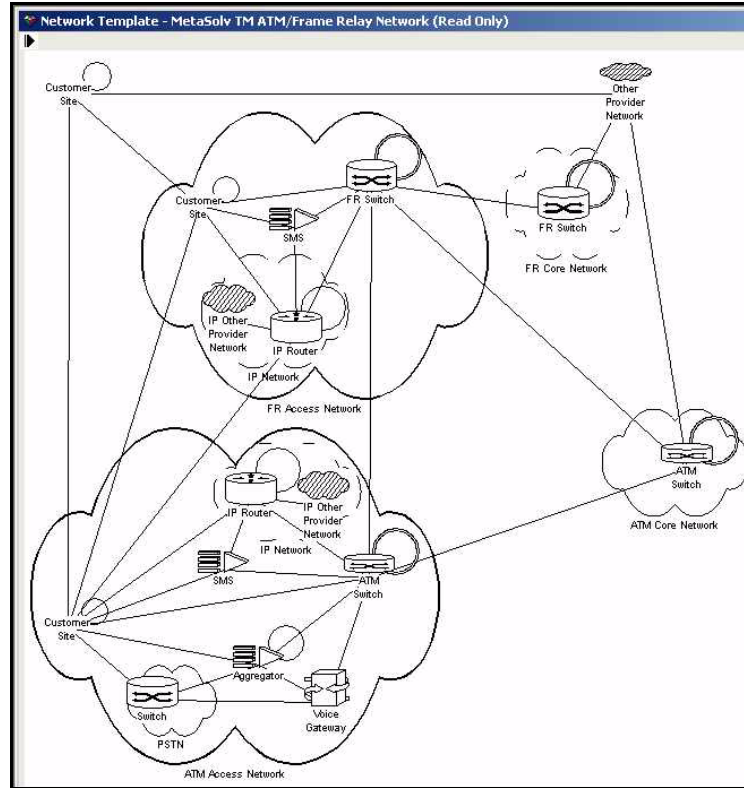 Network Template - MetaSolv TM ATM/Frame Relay Network (Read Only)
Customer
Site
Other
Provider
Network
Customer
Site
FR Switch
SMS
FR Switch
FR Core Network
IP Other
Provider
Network
IP Router
IP Network
FR Access Network
IP Router
IP Other
Provider
Network
IP Network
ATM
Switch
ATM Core Network
SMS
ATM
Switch
Customer
Site
Aggregator
Switch
PSTN
Voice
Gateway
ATM Access Network